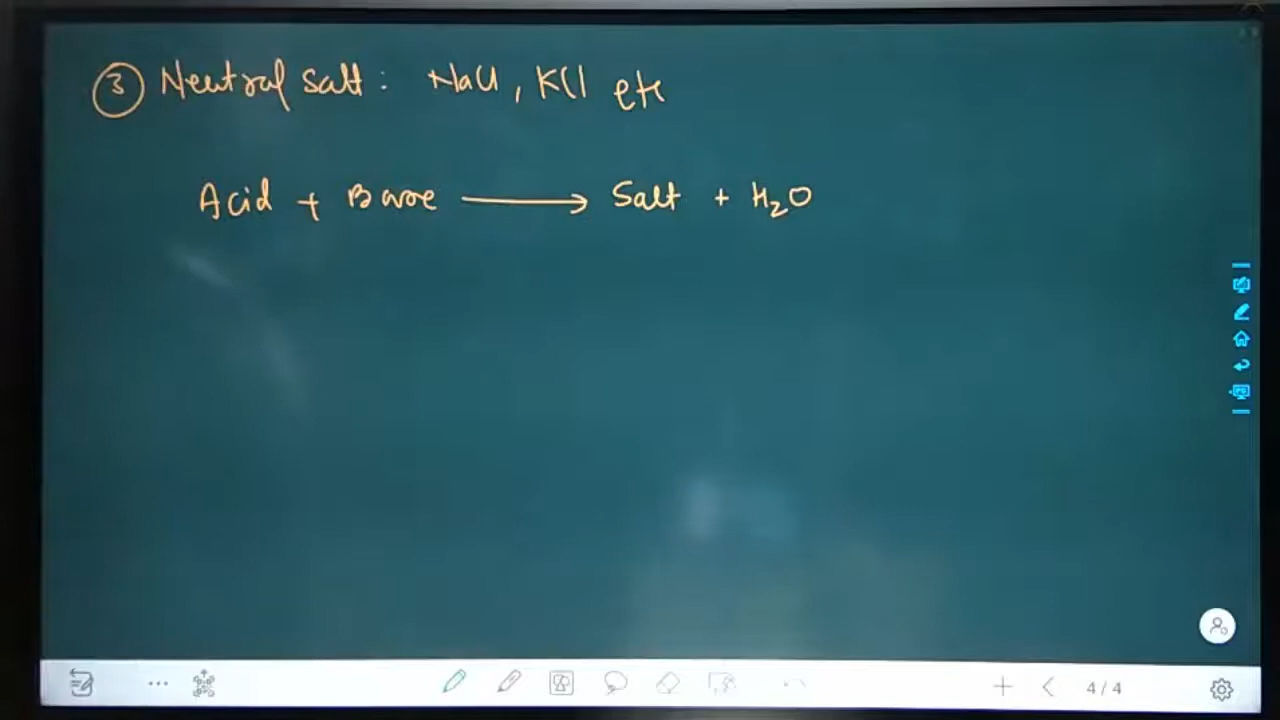 ③ Neutral salt: NaCl, KCl etc
Acid + Base ⟶ Salt + H₂O
4/4